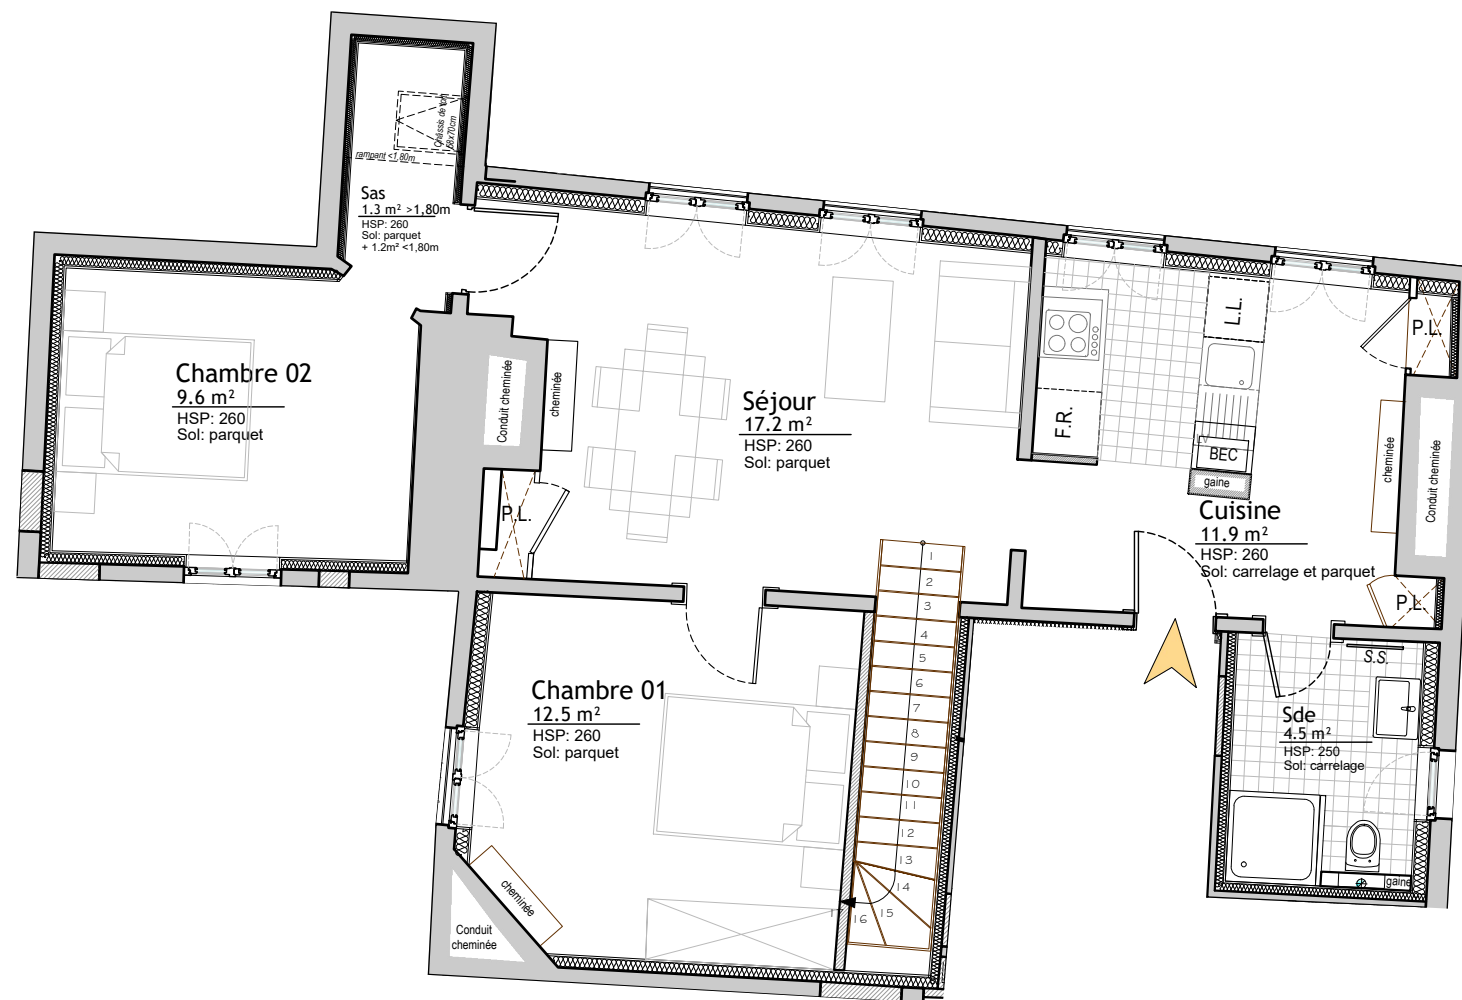 Châssis de toit
68x70cm
rampant <1,80m
Sas
1.3 m² >1,80m
HSP: 260
Sol: parquet
+ 1.2m² <1,80m
Chambre 02
9.6 m²
HSP: 260
Sol: parquet
Conduit cheminée
cheminée
P.L.
Séjour
17.2 m²
HSP: 260
Sol: parquet
F.R.
L.L.
LV
BEC
gaine
P.L.
cheminée
Conduit cheminée
Cuisine
11.9 m²
HSP: 260
Sol: carrelage et parquet
P.L.
1
2
3
4
5
6
7
8
9
10
11
12
13
14
15
16
17
Chambre 01
12.5 m²
HSP: 260
Sol: parquet
cheminée
Conduit
cheminée
S.S.
Sde
4.5 m²
HSP: 250
Sol: carrelage
gaine